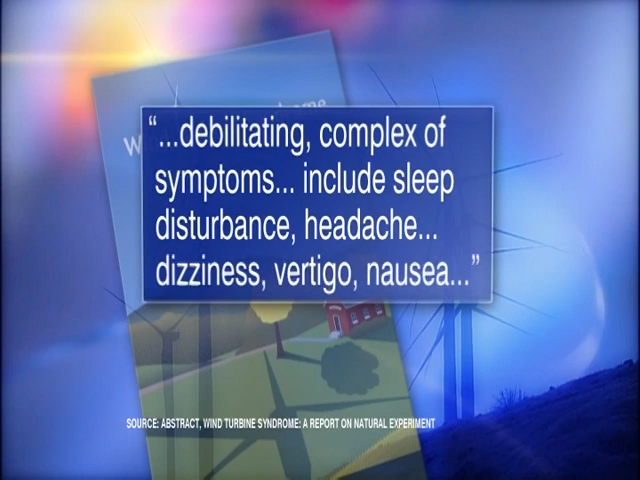 “...debilitating, complex of
symptoms... include sleep
disturbance, headache...
dizziness, vertigo, nausea...”
SOURCE: ABSTRACT, WIND TURBINE SYNDROME: A REPORT ON NATURAL EXPERIMENT